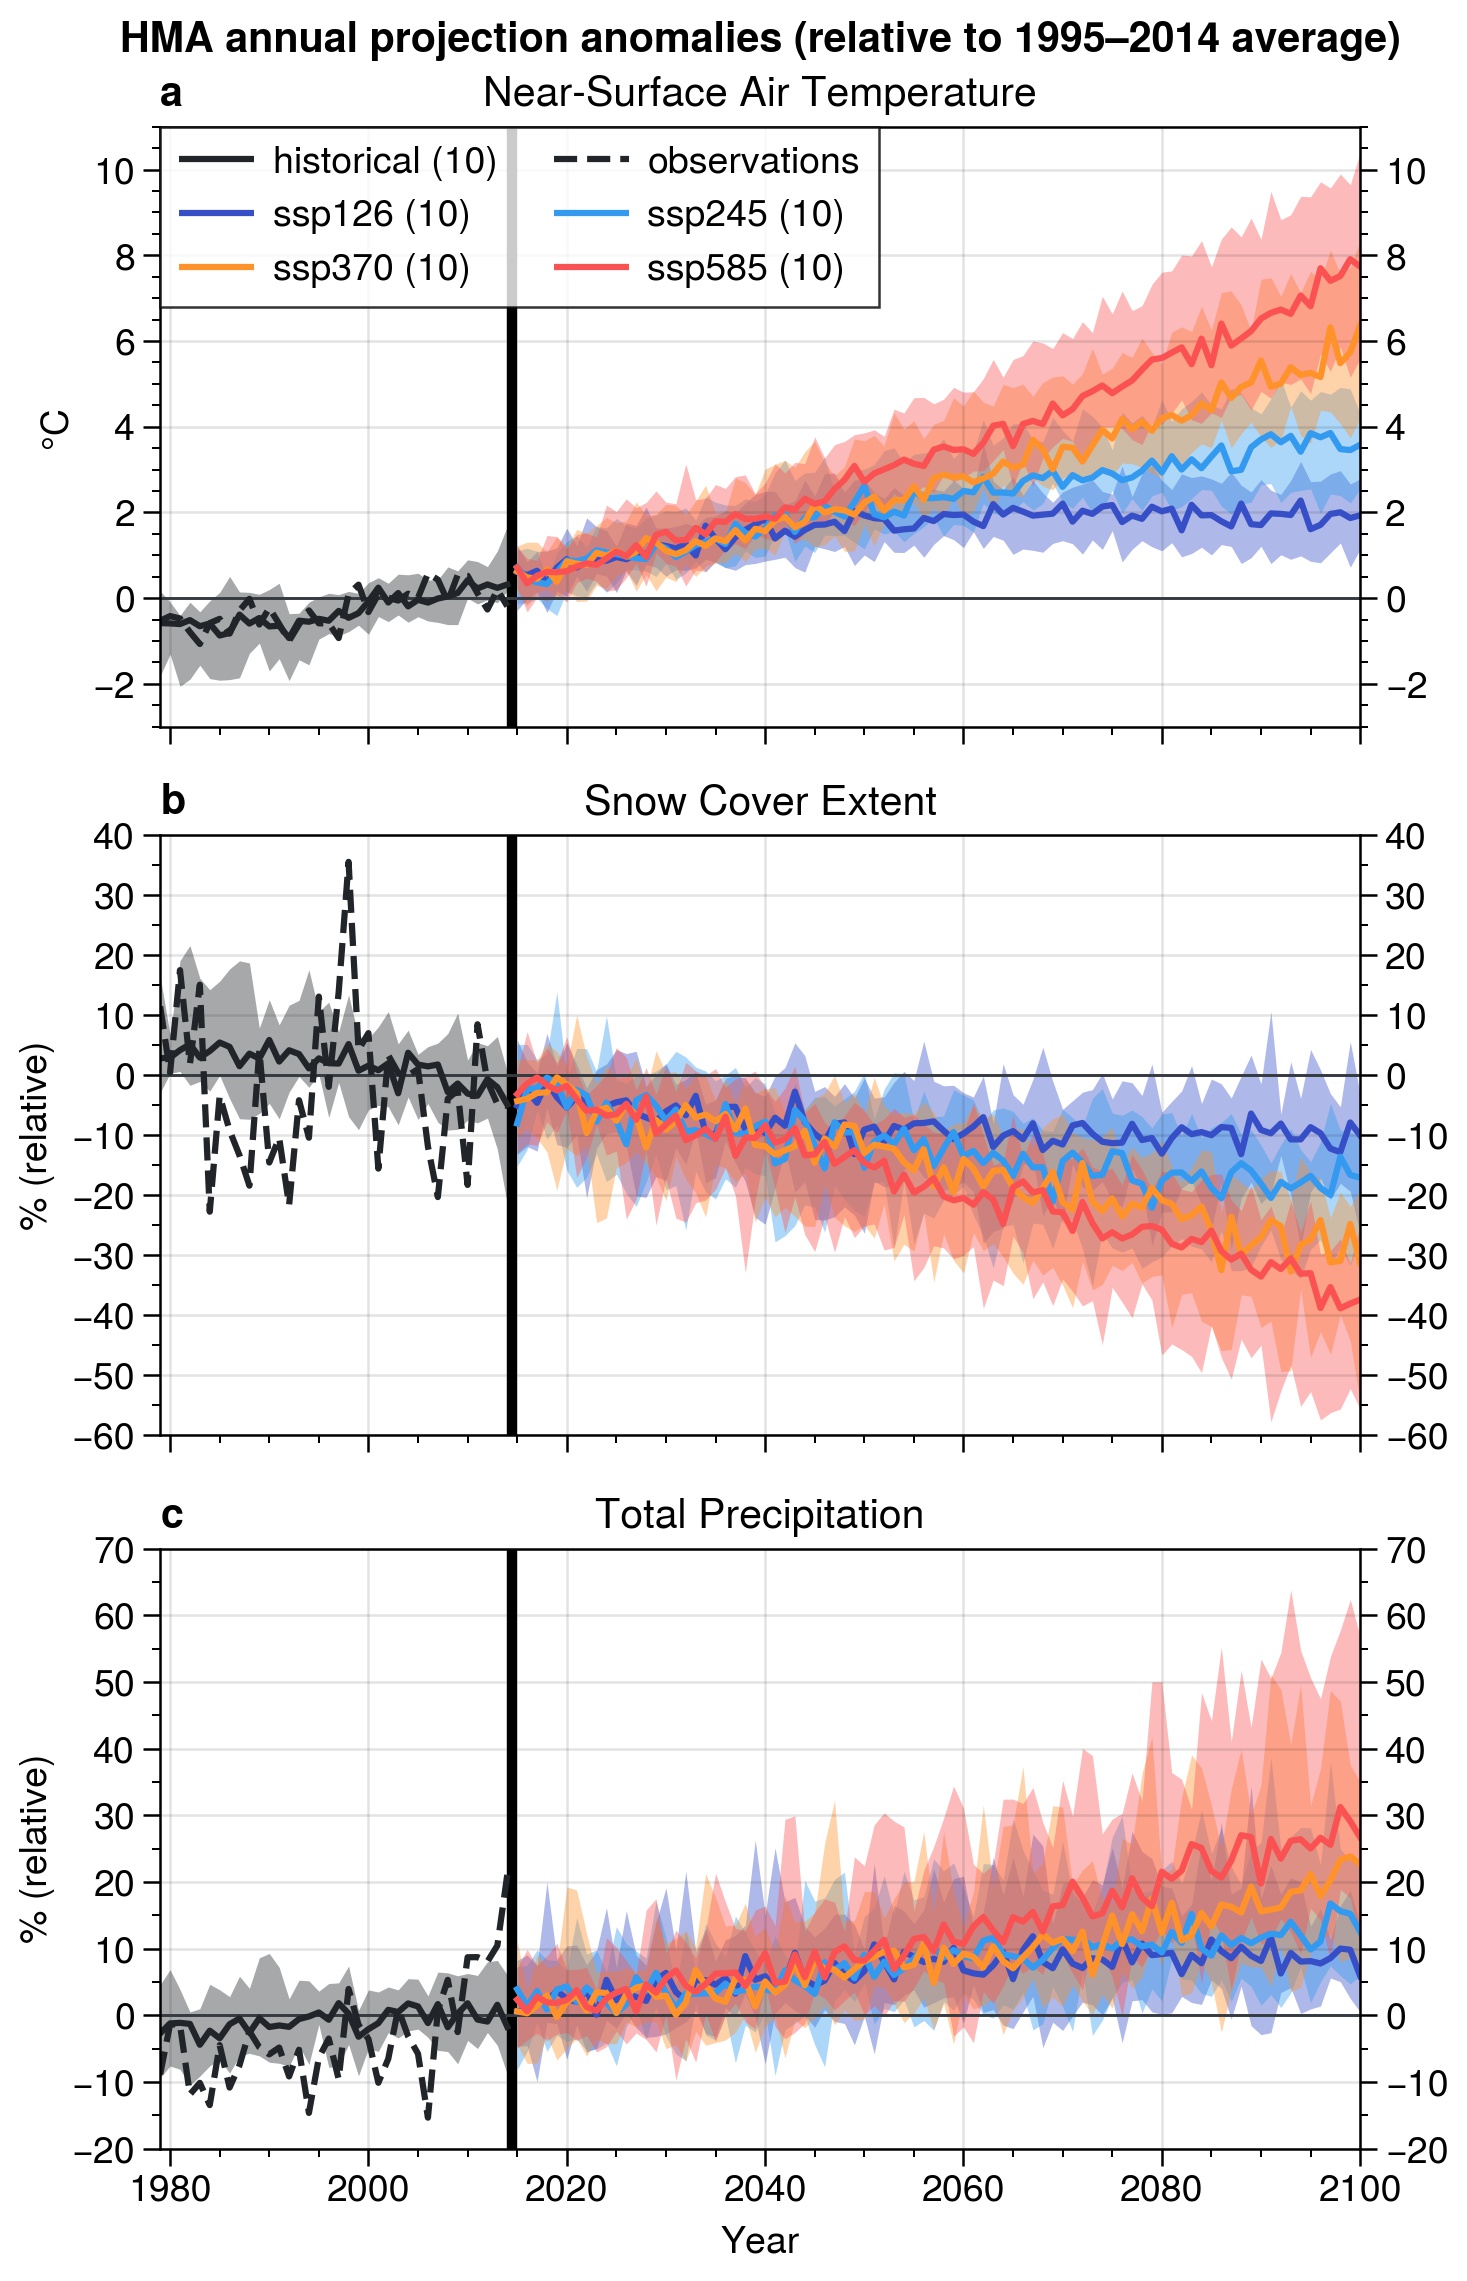 HMA annual projection anomalies (relative to 1995–2014 average)
a Near-Surface Air Temperature
historical (10) observations
ssp126 (10) ssp245 (10)
ssp370 (10) ssp585 (10)
10 10
8 8
6 6
4 4
2 2
0 0
−2 −2
°C
b Snow Cover Extent
40 40
30 30
20 20
10 10
0 0
−10 −10
−20 −20
−30 −30
−40 −40
−50 −50
−60 −60
% (relative)
c Total Precipitation
70 70
60 60
50 50
40 40
30 30
20 20
10 10
0 0
−10 −10
−20 −20
% (relative)
1980 2000 2020 2040 2060 2080 2100
Year